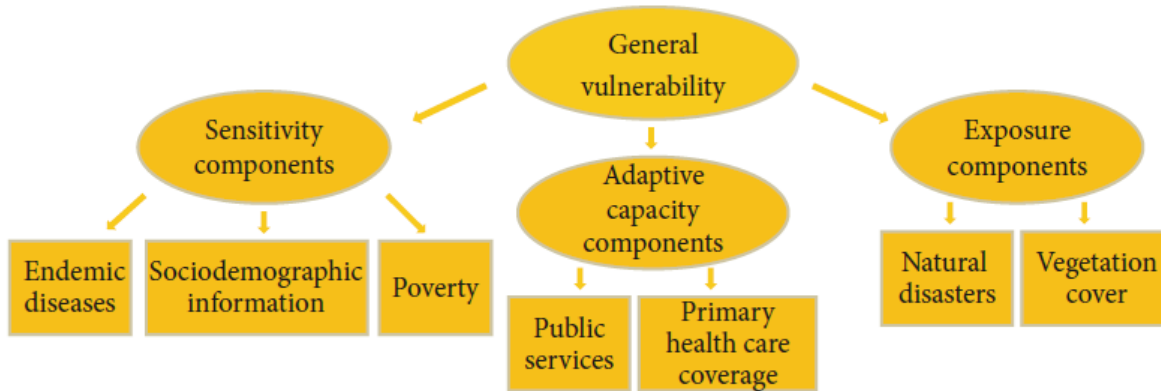 General
vulnerability
Sensitivity
components
Adaptive
capacity
components
Exposure
components
Endemic
diseases
Sociodemographic
information
Poverty
Public
services
Primary
health care
coverage
Natural
disasters
Vegetation
cover